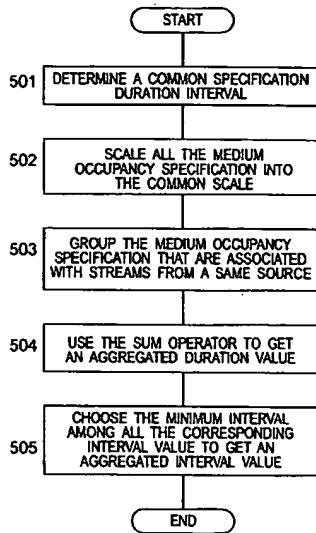 START
501 DETERMINE A COMMON SPECIFICATION
DURATION INTERVAL
502 SCALE ALL THE MEDIUM
OCCUPANCY SPECIFICATION INTO
THE COMMON SCALE
503 GROUP THE MEDIUM OCCUPANCY
SPECIFICATION THAT ARE ASSOCIATED
WITH STREAMS FROM A SAME SOURCE
504 USE THE SUM OPERATOR TO GET
AN AGGREGATED DURATION VALUE
505 CHOOSE THE MINIMUM INTERVAL
AMONG ALL THE CORRESPONDING
INTERVAL VALUE TO GET AN
AGGREGATED INTERVAL VALUE
END